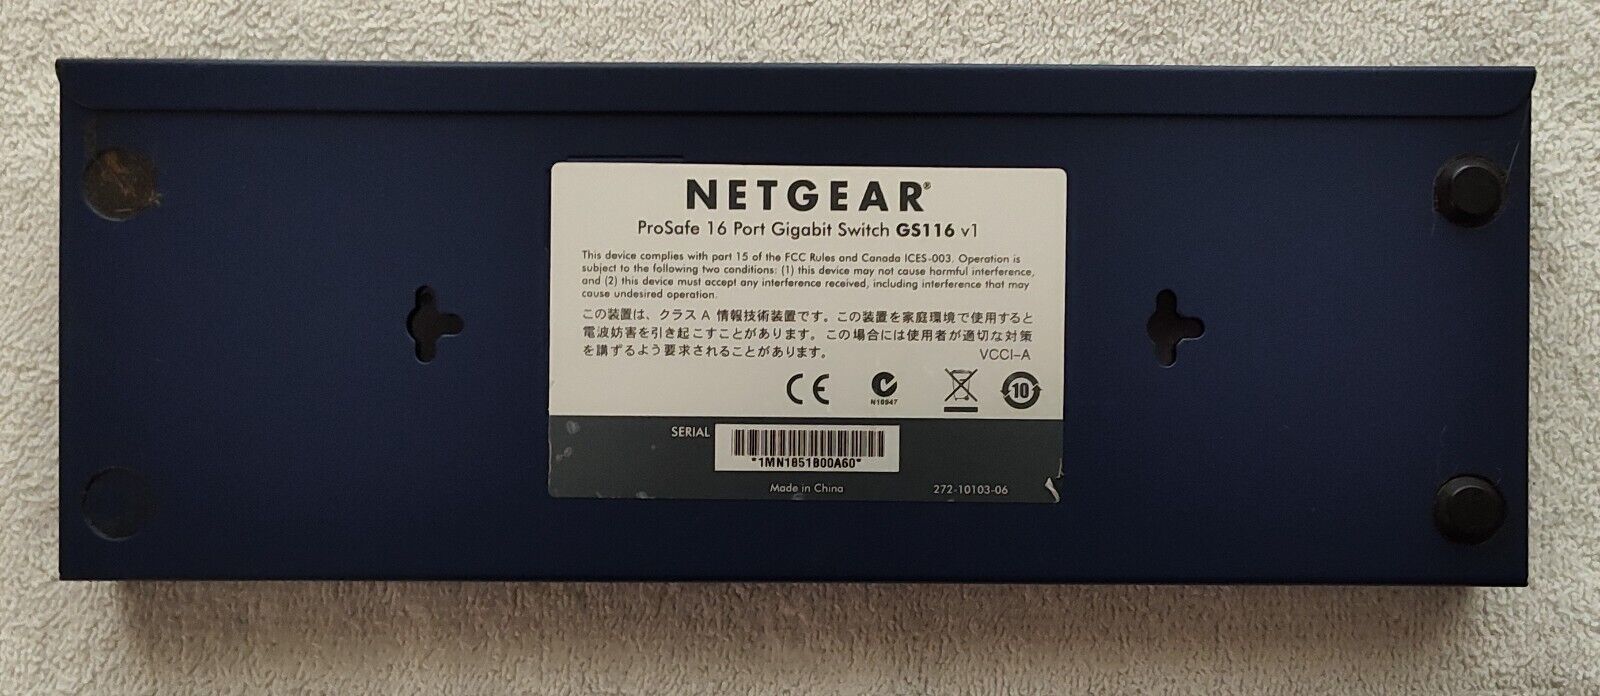 NETGEAR®
ProSafe 16 Port Gigabit Switch GS116 v1
This device complies with part 15 of the FCC Rules and Canada ICES-003. Operation is
subject to the following two conditions: (1) this device may not cause harmful interference,
and (2) this device must accept any interference received, including interference that may
cause undesired operation.
この装置は、クラス A 情報技術装置です。この装置を家庭環境で使用すると
電波妨害を引き起こすことがあります。この場合には使用者が適切な対策
を講ずるよう要求されることがあります。 VCCI-A
CE
N10947
10
SERIAL
*1MN1851B00A60*
Made in China 272-10103-06